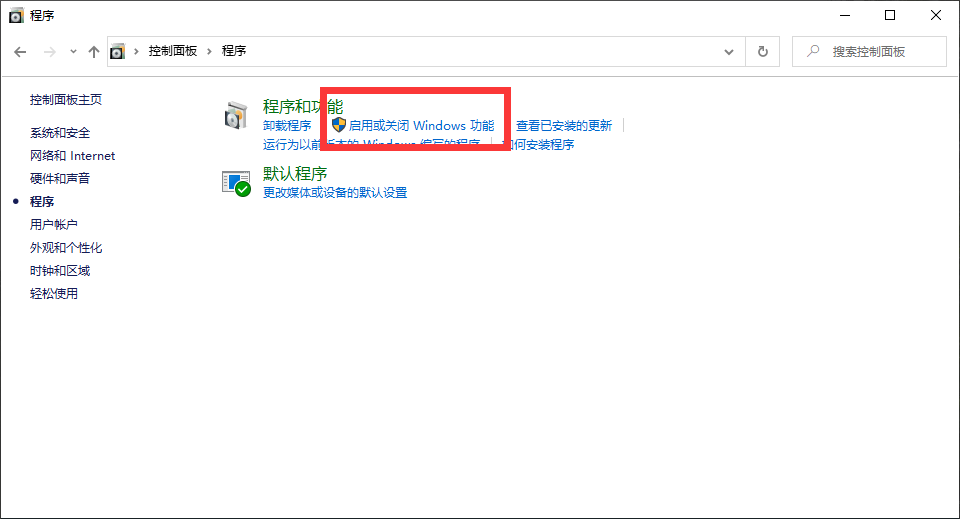 程序
控制面板 程序
搜索控制面板
控制面板主页
系统和安全
网络和 Internet
硬件和声音
程序
用户帐户
外观和个性化
时钟和区域
轻松使用
程序和功能
卸载程序 启用或关闭 Windows 功能 查看已安装的更新
运行为以前版本的 Windows 编写的程序 如何安装程序
默认程序
更改媒体或设备的默认设置